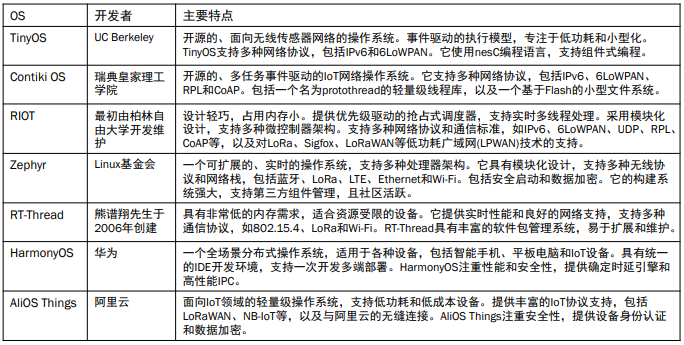 OS 开发者 主要特点
TinyOS UC Berkeley 开源的、面向无线传感器网络的操作系统。事件驱动的执行模型，专注于低功耗和小型化。
TinyOS支持多种网络协议，包括IPv6和6LoWPAN。它使用nesC编程语言，支持组件式编程。
Contiki OS 瑞典皇家理工 开源的、多任务事件驱动的IoT网络操作系统。它支持多种网络协议，包括IPv6、6LoWPAN、
学院 RPL和CoAP。包括一个名为protothread的轻量级线程库，以及一个基于Flash的小型文件系统。
RIOT 最初由柏林自 设计轻巧，占用内存小。提供优先级驱动的抢占式调度器，支持实时多线程处理。采用模块化
由大学开发维 设计，支持多种微控制器架构。支持多种网络协议和通信标准，如IPv6、6LoWPAN、UDP、RPL、
护 CoAP等，以及对LoRa、Sigfox、LoRaWAN等低功耗广域网(LPWAN)技术的支持。
Zephyr Linux基金会 一个可扩展的、实时的操作系统，支持多种处理器架构。它具有模块化设计，支持多种无线协
议和网络栈，包括蓝牙、LoRa、LTE、Ethernet和Wi-Fi。包括安全启动和数据加密。它的构建系
统强大，支持第三方组件管理，且社区活跃。
RT-Thread 熊谱翔先生于 具有非常低的内存需求，适合资源受限的设备。它提供实时性能和良好的网络支持，支持多种
2006年创建 通信协议，如802.15.4、LoRa和Wi-Fi。RT-Thread具有丰富的软件包管理系统，易于扩展和维护。
HarmonyOS 华为 一个全场景分布式操作系统，适用于各种设备，包括智能手机、平板电脑和IoT设备。具有统一
的IDE开发环境，支持一次开发多端部署。HarmonyOS注重性能和安全性，提供确定时延引擎和
高性能IPC。
AliOS Things 阿里云 面向IoT领域的轻量级操作系统，支持低功耗和低成本设备。提供丰富的IoT协议支持，包括
LoRaWAN、NB-IoT等，以及与阿里云的无缝连接。AliOS Things注重安全性，提供设备身份认证
和数据加密。